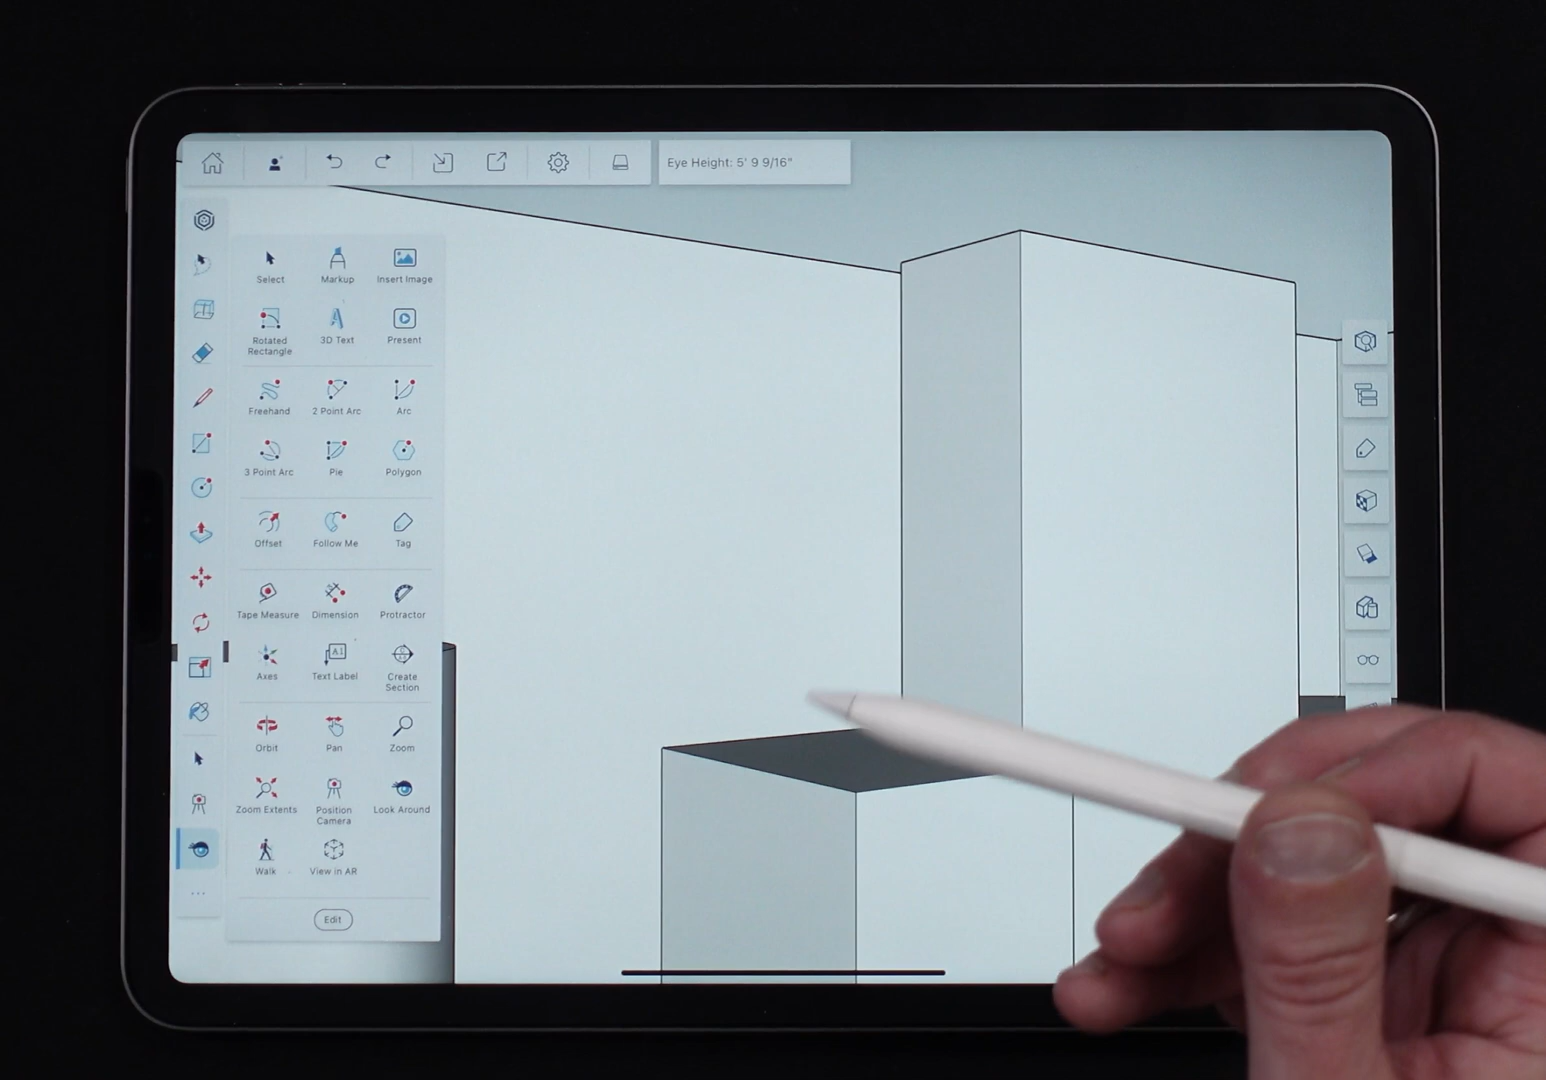 Eye Height: 5' 9 9/16"
Select
Markup
Insert Image
Rotated
Rectangle
3D Text
Present
Freehand
2 Point Arc
Arc
3 Point Arc
Pie
Polygon
Offset
Follow Me
Tag
Tape Measure
Dimension
Protractor
Axes
Text Label
Create
Section
Orbit
Pan
Zoom
Zoom Extents
Position
Camera
Look Around
Walk
View in AR
Edit